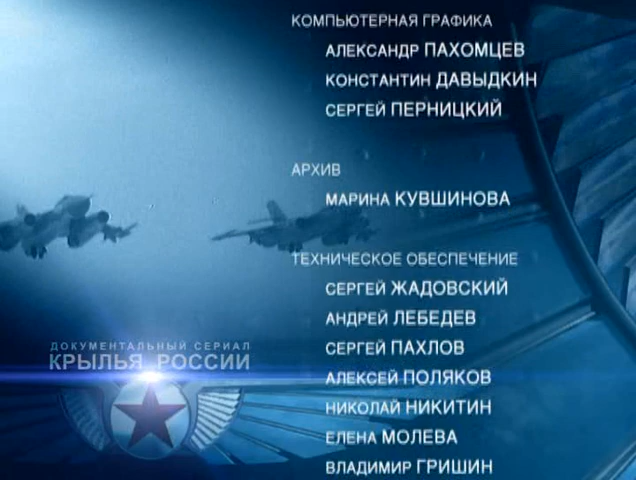 КОМПЬЮТЕРНАЯ ГРАФИКА
АЛЕКСАНДР ПАХОМЦЕВ
КОНСТАНТИН ДАВЫДКИН
СЕРГЕЙ ПЕРНИЦКИЙ
АРХИВ
МАРИНА КУВШИНОВА
ТЕХНИЧЕСКОЕ ОБЕСПЕЧЕНИЕ
СЕРГЕЙ ЖАДОВСКИЙ
АНДРЕЙ ЛЕБЕДЕВ
СЕРГЕЙ ПАХЛОВ
АЛЕКСЕЙ ПОЛЯКОВ
НИКОЛАЙ НИКИТИН
ЕЛЕНА МОЛЕВА
ВЛАДИМИР ГРИШИН
ДОКУМЕНТАЛЬНЫЙ СЕРИАЛ
КРЫЛЬЯ РОССИИ